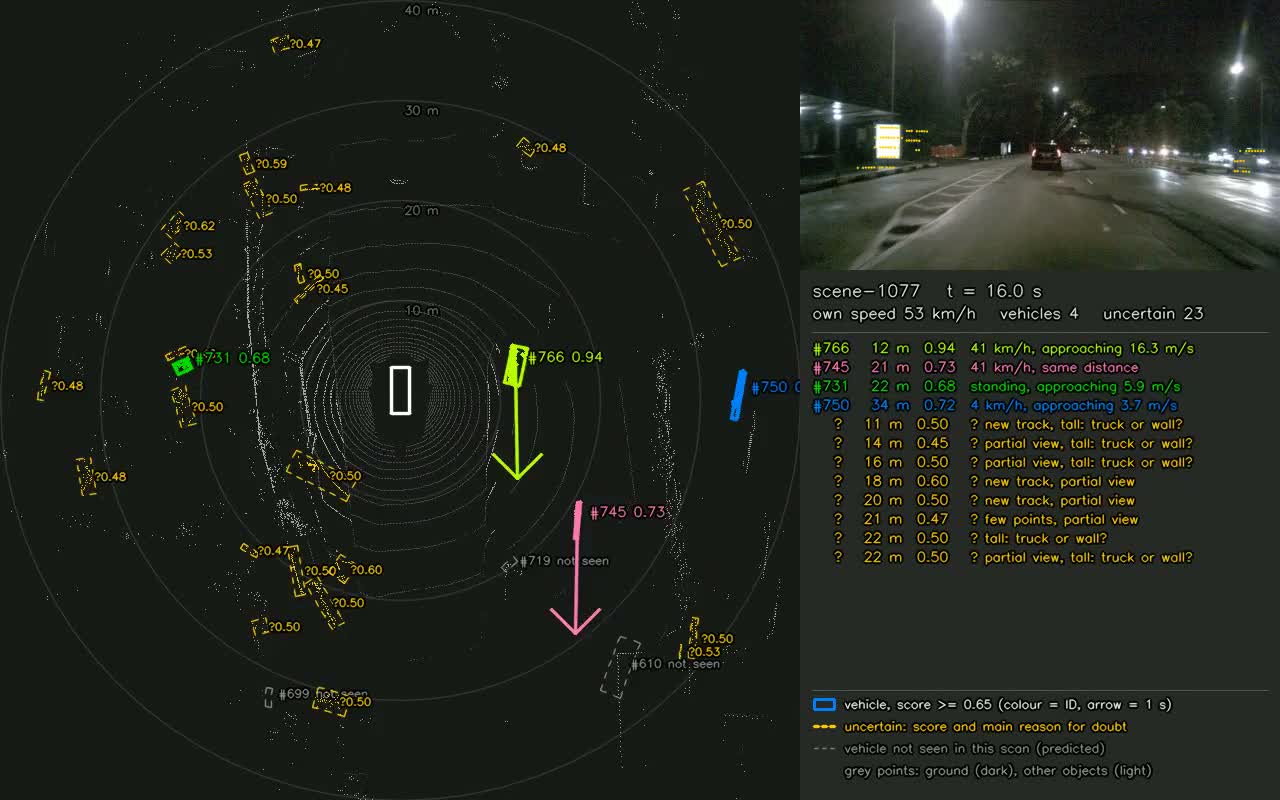 40 m
?0.47
30 m
?0.48
?0.59
?0.48
?0.50
20 m
?0.62
?0.50
?0.53
?0.50
?0.45
10 m
#731 0.68
#766 0.94
?0.48
#750 0
?0.50
?0.50
?0.48
#745 0.73
?0.47
#719 not seen
?0.50
?0.60
?0.50
?0.50
?0.50
?0.53
#610 not seen
#699 not seen
?0.50
scene-1077 t = 16.0 s
own speed 53 km/h vehicles 4 uncertain 23
#766 12 m 0.94 41 km/h, approaching 16.3 m/s
#745 21 m 0.73 41 km/h, same distance
#731 22 m 0.68 standing, approaching 5.9 m/s
#750 34 m 0.72 4 km/h, approaching 3.7 m/s
? 11 m 0.50 ? new track, tall: truck or wall?
? 14 m 0.45 ? partial view, tall: truck or wall?
? 16 m 0.50 ? partial view, tall: truck or wall?
? 18 m 0.60 ? new track, partial view
? 20 m 0.50 ? new track, partial view
? 21 m 0.47 ? few points, partial view
? 22 m 0.50 ? tall: truck or wall?
? 22 m 0.50 ? partial view, tall: truck or wall?
vehicle, score >= 0.65 (colour = ID, arrow = 1 s)
uncertain: score and main reason for doubt
vehicle not seen in this scan (predicted)
grey points: ground (dark), other objects (light)